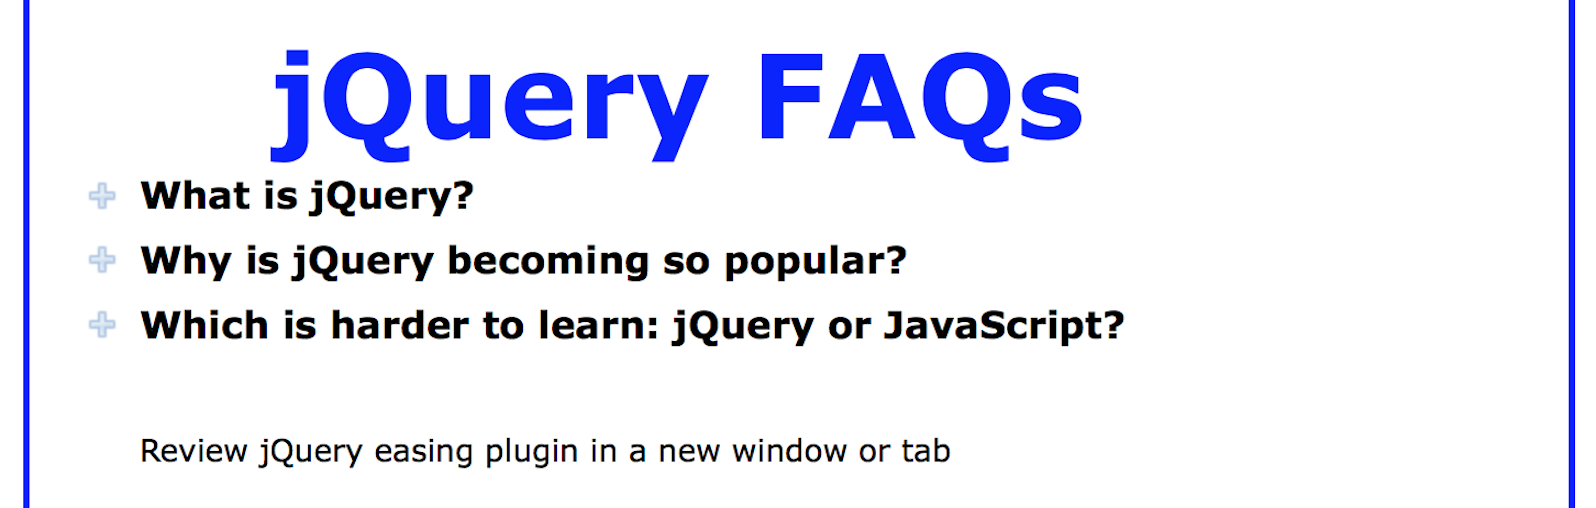 jQuery FAQs
What is jQuery?
Why is jQuery becoming so popular?
Which is harder to learn: jQuery or JavaScript?
Review jQuery easing plugin in a new window or tab